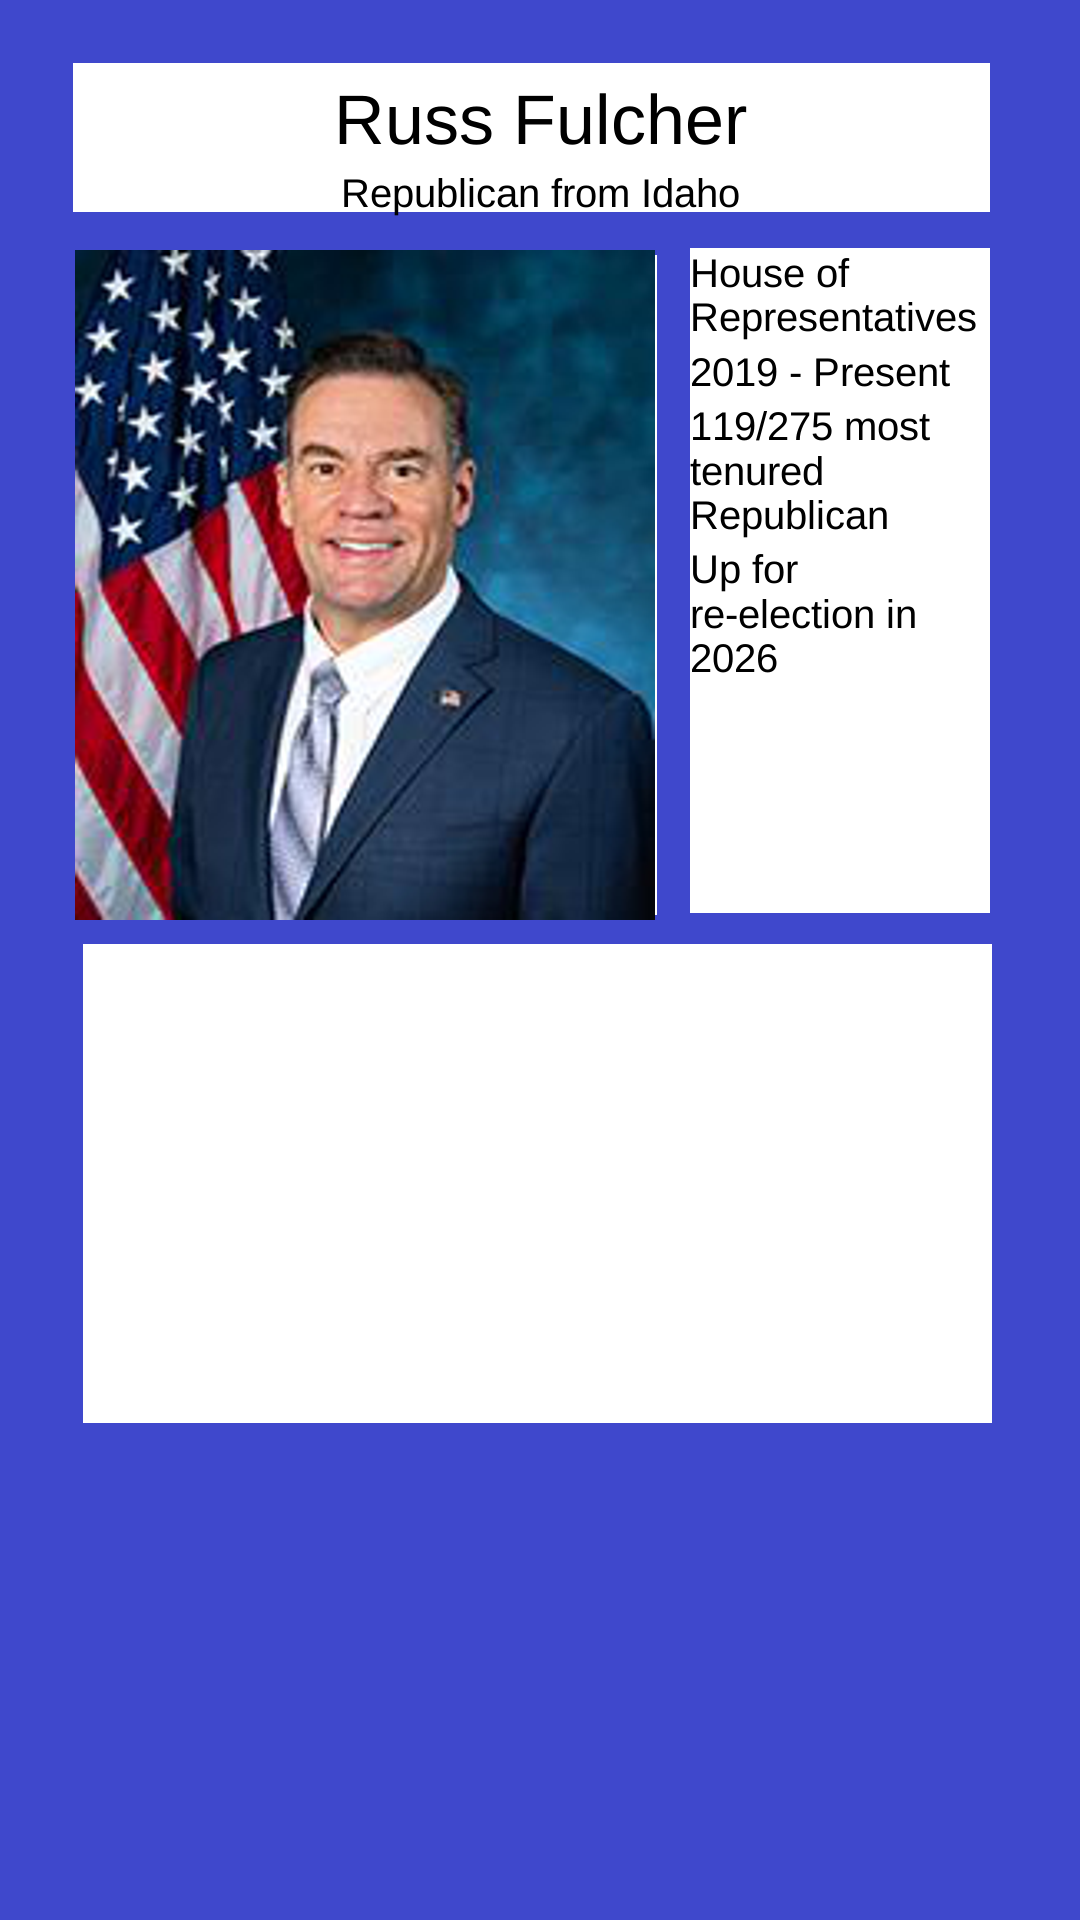 Russ Fulcher
Republican from Idaho
House of
Representatives
2019 - Present
119/275 most
tenured
Republican
Up for
re-election in
2026